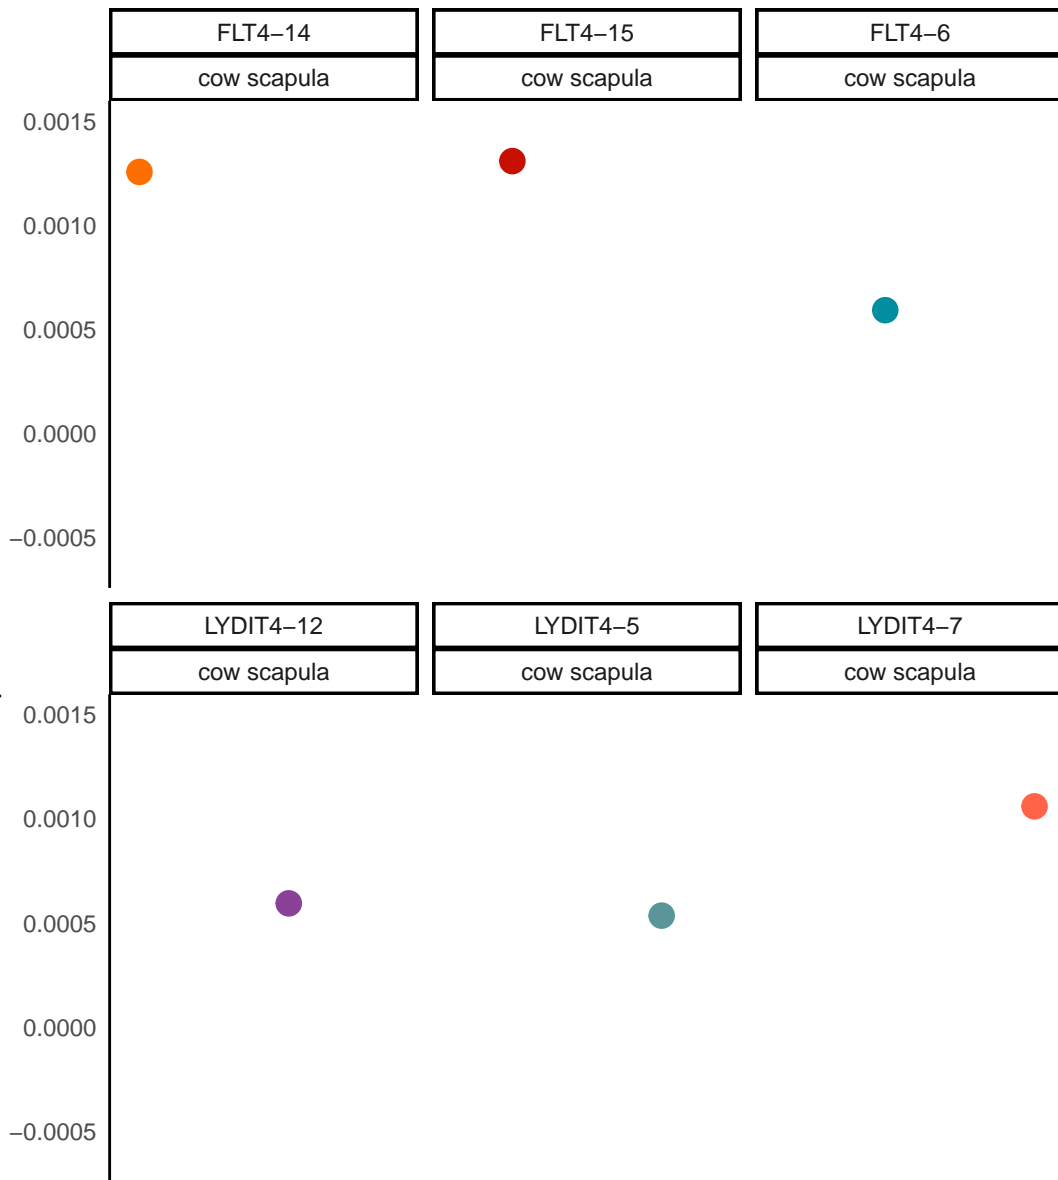 FLT4–14 FLT4–15 FLT4–6
cow scapula cow scapula cow scapula
0.0015
0.0010
0.0005
0.0000
−0.0005
LYDIT4–12 LYDIT4–5 LYDIT4–7
cow scapula cow scapula cow scapula
0.0015
0.0010
0.0005
0.0000
−0.0005